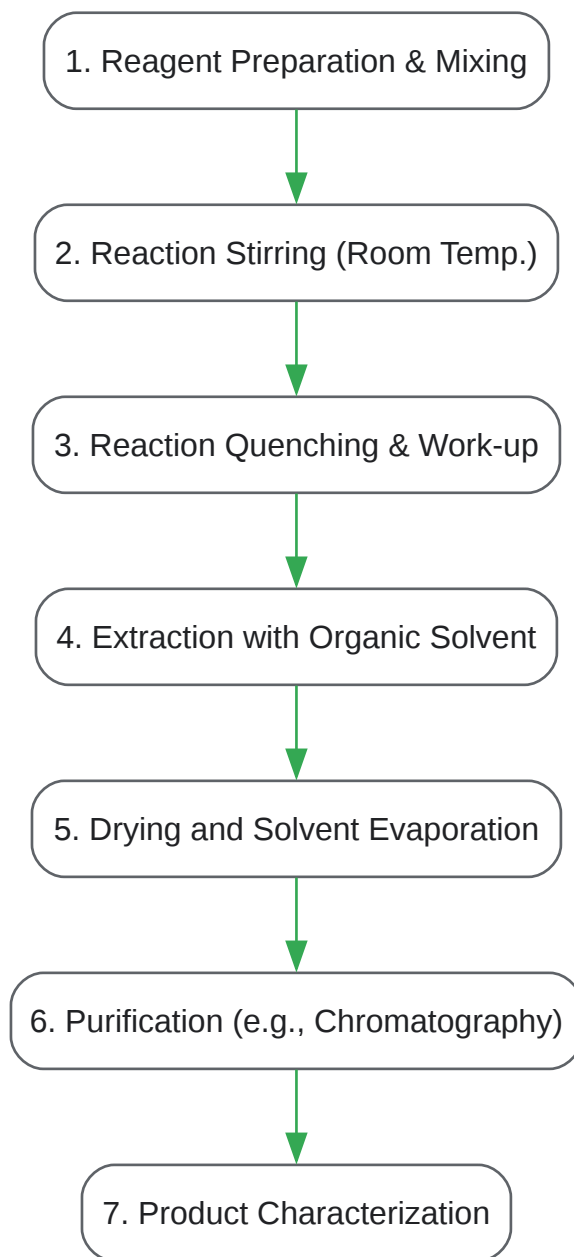 1. Reagent Preparation & Mixing
2. Reaction Stirring (Room Temp.)
3. Reaction Quenching & Work-up
4. Extraction with Organic Solvent
5. Drying and Solvent Evaporation
6. Purification (e.g., Chromatography)
7. Product Characterization